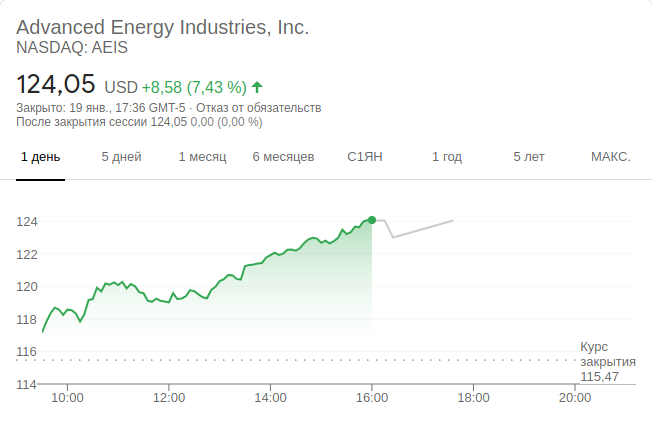 Advanced Energy Industries, Inc.
NASDAQ: AEIS
124,05 USD +8,58 (7,43 %)
Закрыто: 19 янв., 17:36 GMT-5 · Отказ от обязательств
После закрытия сессии 124,05 0,00 (0,00 %)
1 день 5 дней 1 месяц 6 месяцев С1ЯН 1 год 5 лет МАКС.
124
122
120
118
116
114
Курс
закрытия
115,47
10:00 12:00 14:00 16:00 18:00 20:00